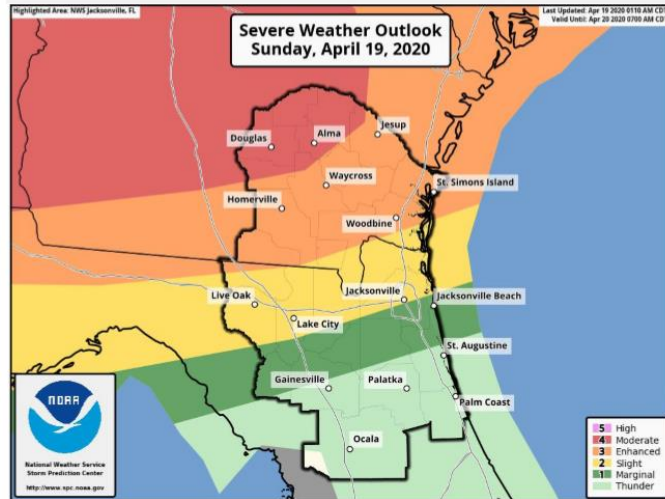 Highlighted Area: NWS Jacksonville, FL
Last Updated: Apr 19 2020 0110 AM CDT
Valid Until: Apr 20 2020 0700 AM CDT
Severe Weather Outlook
Sunday, April 19, 2020
Douglas
Alma
Jesup
Waycross
St. Simons Island
Homerville
Woodbine
Live Oak
Jacksonville
Jacksonville Beach
Lake City
St. Augustine
Gainesville
Palatka
Palm Coast
Ocala
NOAA
National Weather Service
Storm Prediction Center
http://www.spc.noaa.gov
5 High
4 Moderate
3 Enhanced
2 Slight
1 Marginal
Thunder